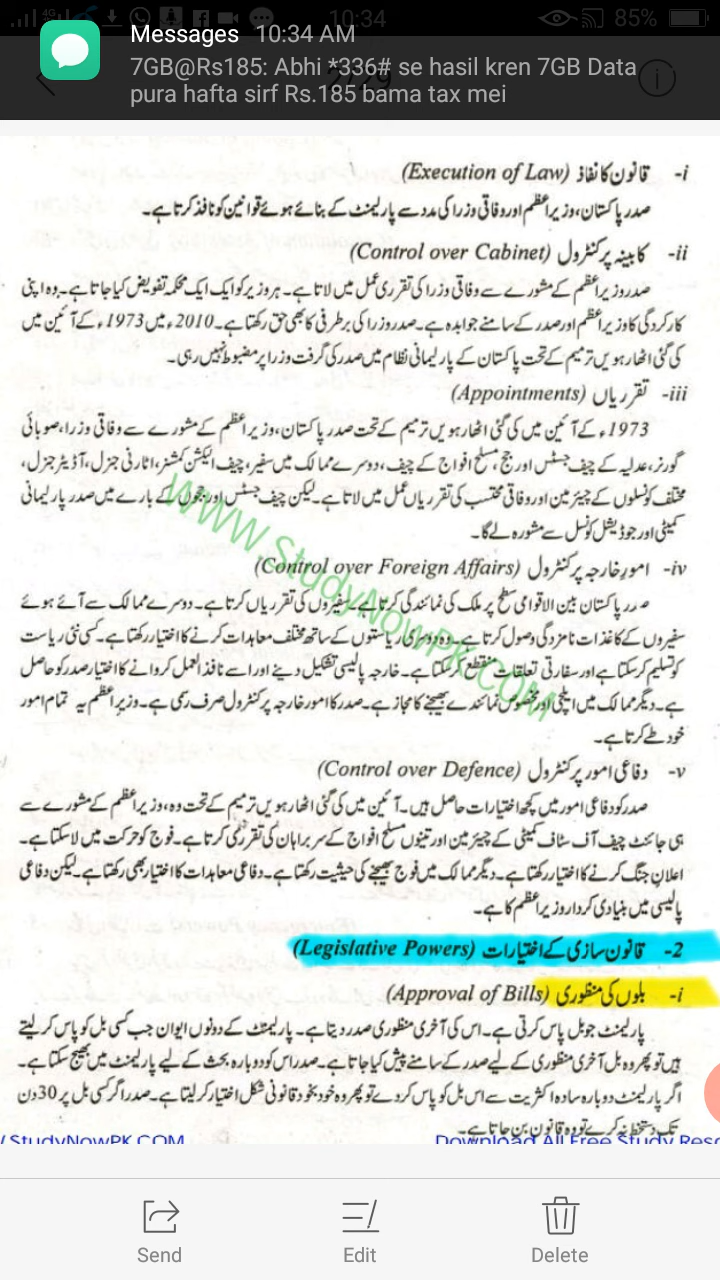 4G
10:34
85%
Messages 10:34 AM
7GB@Rs185: Abhi *336# se hasil kren 7GB Data
pura hafta sirf Rs.185 bama tax mei
i- قانون کا نفاذ (Execution of Law)
صدر پاکستان، وزیراعظم اور وفاقی وزرا کی مدد سے پارلیمنٹ کے بنائے ہوئے قوانین کو نافذ کرتا ہے۔
ii- کابینہ پر کنٹرول (Control over Cabinet)
صدر وزیراعظم کے مشورے سے وفاقی وزرا کی تقرری عمل میں لاتا ہے۔ ہر وزیر کو ایک ایک محکمہ تفویض کیا جاتا ہے۔ وہ اپنی
کارکردگی کا وزیراعظم اور صدر کے سامنے جوابدہ ہے۔ صدر وزرا کی برطرفی کا بھی حق رکھتا ہے۔ 2010ء میں 1973ء کے آئین میں
کی گئی اٹھارہویں ترمیم کے تحت پاکستان کے پارلیمانی نظام میں صدر کی گرفت وزرا پر مضبوط نہیں رہی۔
iii- تقرریاں (Appointments)
1973ء کے آئین میں کی گئی اٹھارہویں ترمیم کے تحت صدر پاکستان، وزیراعظم کے مشورے سے وفاقی وزرا، صوبائی
گورنر، عدلیہ کے چیف جسٹس اور جج، مسلح افواج کے چیف، دوسرے ممالک میں سفیر، چیف الیکشن کمشنر، اٹارنی جنرل، آڈیٹر جنرل،
مختلف کونسلوں کے چیئرمین اور وفاقی محتسب کی تقرریاں عمل میں لاتا ہے۔ لیکن چیف جسٹس اور ججوں کے بارے میں صدر پارلیمانی
کمیٹی اور جوڈیشل کونسل سے مشورہ لے گا۔
WWW.StudyNowPK.COM
iv- امور خارجہ پر کنٹرول (Control over Foreign Affairs)
صدر پاکستان بین الاقوامی سطح پر ملک کی نمائندگی کرتا ہے۔ سفیروں کی تقرریاں کرتا ہے۔ دوسرے ممالک سے آئے ہوئے
سفیروں کے کاغذات نامزدگی وصول کرتا ہے۔ وہ دوسری ریاستوں کے ساتھ مختلف معاہدات کرنے کا اختیار رکھتا ہے۔ کسی نئی ریاست
کو تسلیم کر سکتا ہے اور سفارتی تعلقات منقطع کر سکتا ہے۔ خارجہ پالیسی تشکیل دینے اور اسے نافذ العمل کروانے کا اختیار صدر کو حاصل
ہے۔ دیگر ممالک میں ایلچی اور مخصوص نمائندے بھیجنے کا مجاز ہے۔ صدر کا امور خارجہ پر کنٹرول صرف رسمی ہے۔ وزیراعظم یہ تمام امور
خود طے کرتا ہے۔
v- دفاعی امور پر کنٹرول (Control over Defence)
صدر کو دفاعی امور میں کچھ اختیارات حاصل ہیں۔ آئین میں کی گئی اٹھارہویں ترمیم کے تحت وہ، وزیراعظم کے مشورے سے
ہی جائنٹ چیف آف سٹاف کمیٹی کے چیئرمین اور تینوں مسلح افواج کے سربراہان کی تقرری کرتا ہے۔ فوج کو حرکت میں لا سکتا ہے۔
اعلان جنگ کرنے کا اختیار رکھتا ہے۔ دیگر ممالک میں فوج بھیجنے کی حیثیت رکھتا ہے۔ دفاعی معاہدات کا اختیار بھی رکھتا ہے۔ لیکن دفاعی
پالیسی میں بنیادی کردار وزیراعظم کا ہے۔
2- قانون سازی کے اختیارات (Legislative Powers)
i- بلوں کی منظوری (Approval of Bills)
پارلیمنٹ جو بل پاس کرتی ہے۔ اس کی آخری منظوری صدر دیتا ہے۔ پارلیمنٹ کے دونوں ایوان جب کسی بل کو پاس کر لیتے
ہیں تو پھر وہ بل آخری منظوری کے لیے صدر کے سامنے پیش کیا جاتا ہے۔ صدر اس کو دوبارہ بحث کے لیے پارلیمنٹ میں بھیج سکتا ہے۔
اگر پارلیمنٹ دوبارہ سادہ اکثریت سے اس بل کو پاس کر دے تو پھر وہ خود بخود قانونی شکل اختیار کر لیتا ہے۔ صدر اگر کسی بل پر 30 دن
تک دستخط نہ کرے تو وہ قانون بن جاتا ہے۔
/StudyNowPK.COM
Download All Free Study Reso
Send
Edit
Delete